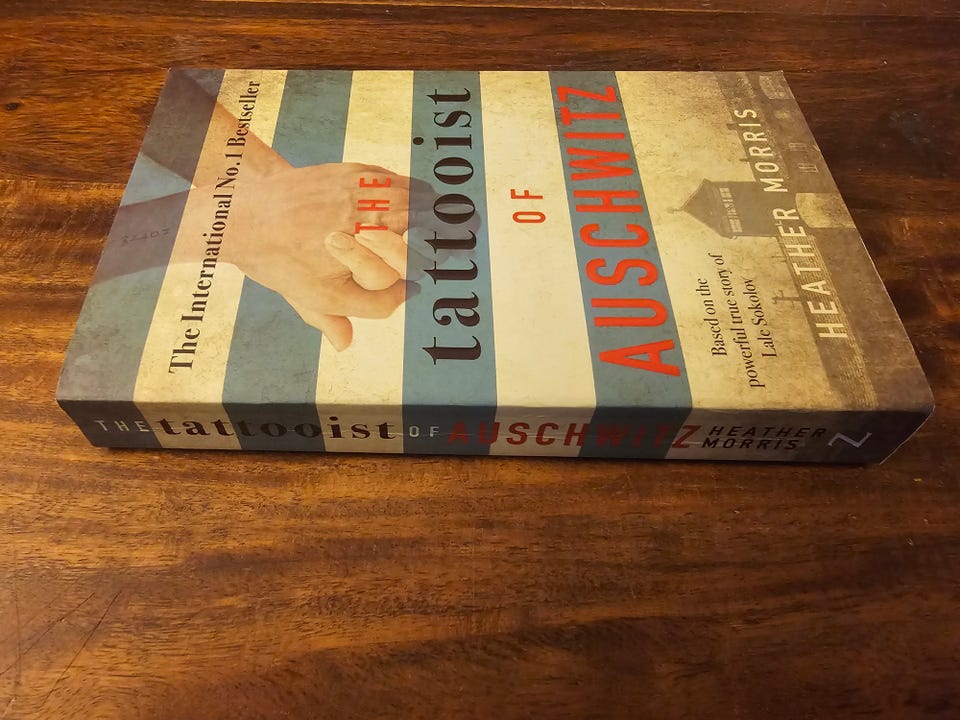 The International No.1 Bestseller
THE
tattooist
OF
AUSCHWITZ
Based on the
powerful true story of
Lale Sokolov
HEATHER MORRIS
THE tattooist OF AUSCHWITZ HEATHER
MORRIS
Z